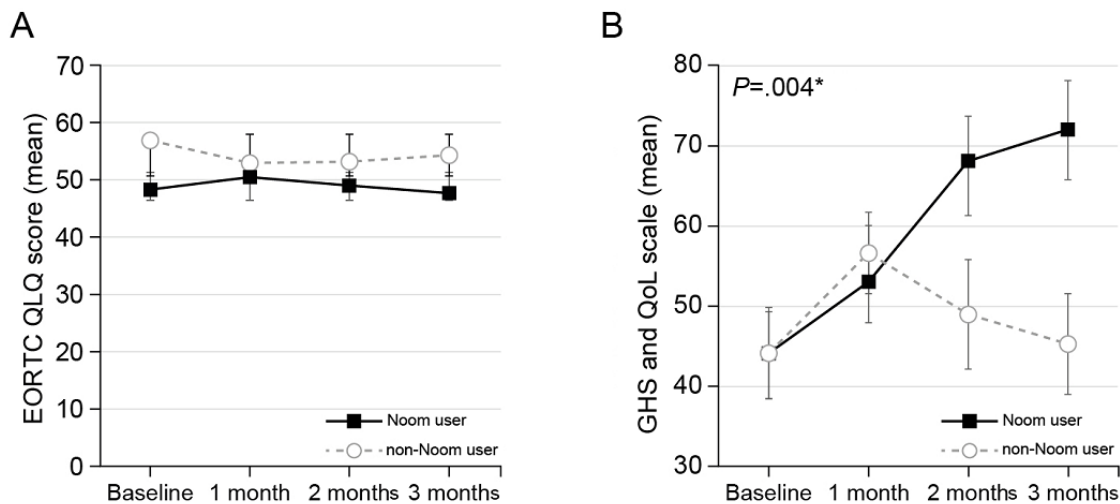 A
EORTC QLQ score (mean)
70
60
50
40
30
20
10
0
Baseline 1 month 2 months 3 months
Noom user
non-Noom user
B
GHS and QoL scale (mean)
80
70
60
50
40
30
P=.004*
Baseline 1 month 2 months 3 months
Noom user
non-Noom user